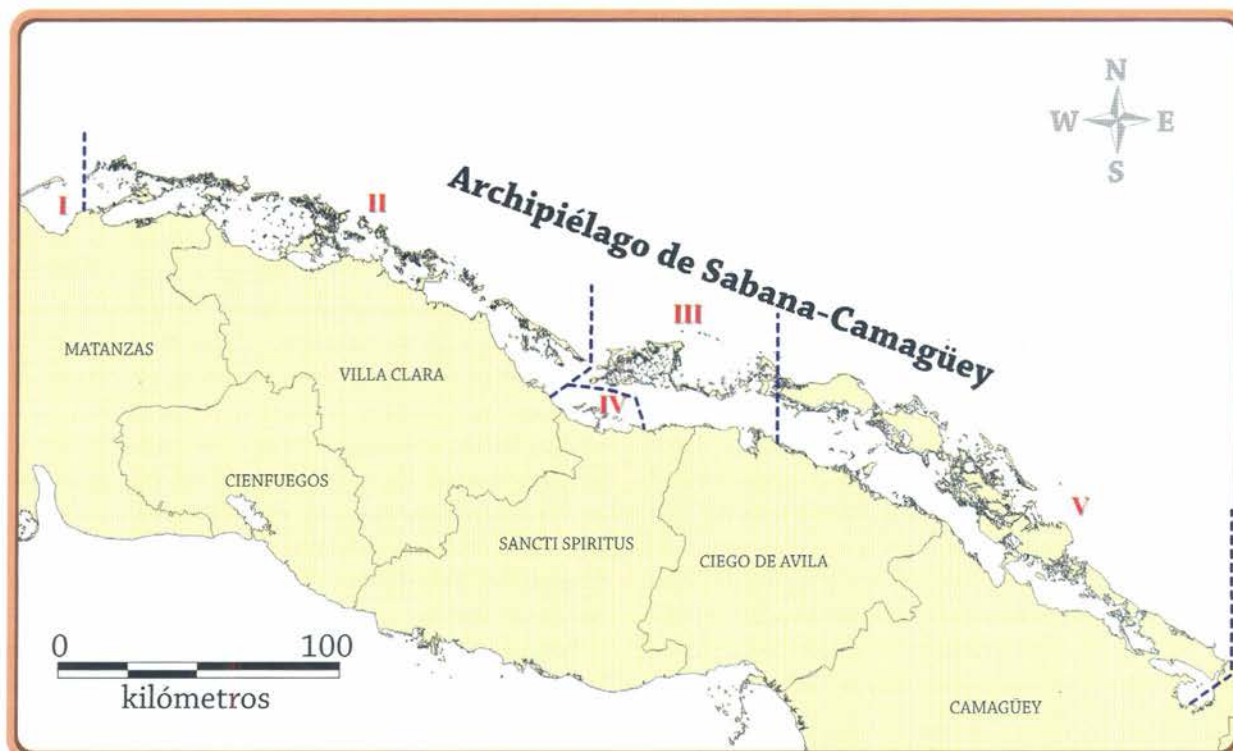 N
W E
S
Archipiélago de Sabana-Camagüey
I
II
III
IV
V
MATANZAS
VILLA CLARA
CIENFUEGOS
SANCTI SPIRITUS
CIEGO DE AVILA
CAMAGÜEY
0 100
kilómetros